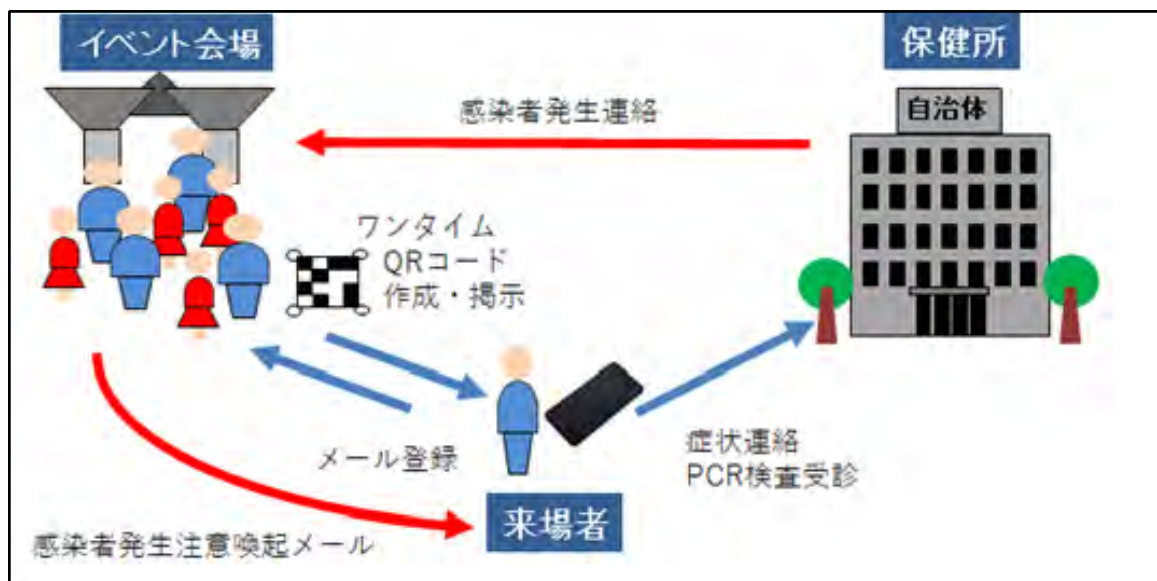 イベント会場
保健所
感染者発生連絡
自治体
ワンタイム
QRコード
作成・掲示
メール登録
症状連絡
PCR検査受診
来場者
感染者発生注意喚起メール